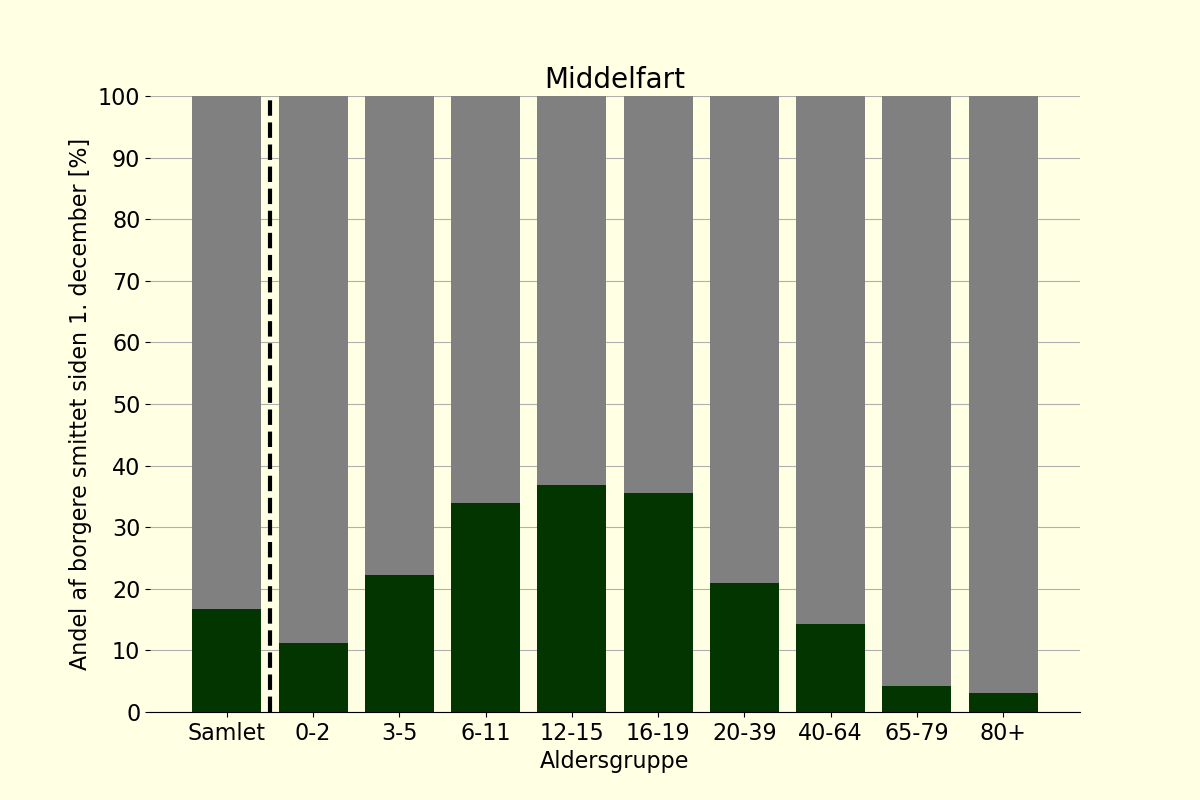 Middelfart
Andel af borgere smittet siden 1. december [%]
100
90
80
70
60
50
40
30
20
10
0
Samlet 0-2 3-5 6-11 12-15 16-19 20-39 40-64 65-79 80+
Aldersgruppe